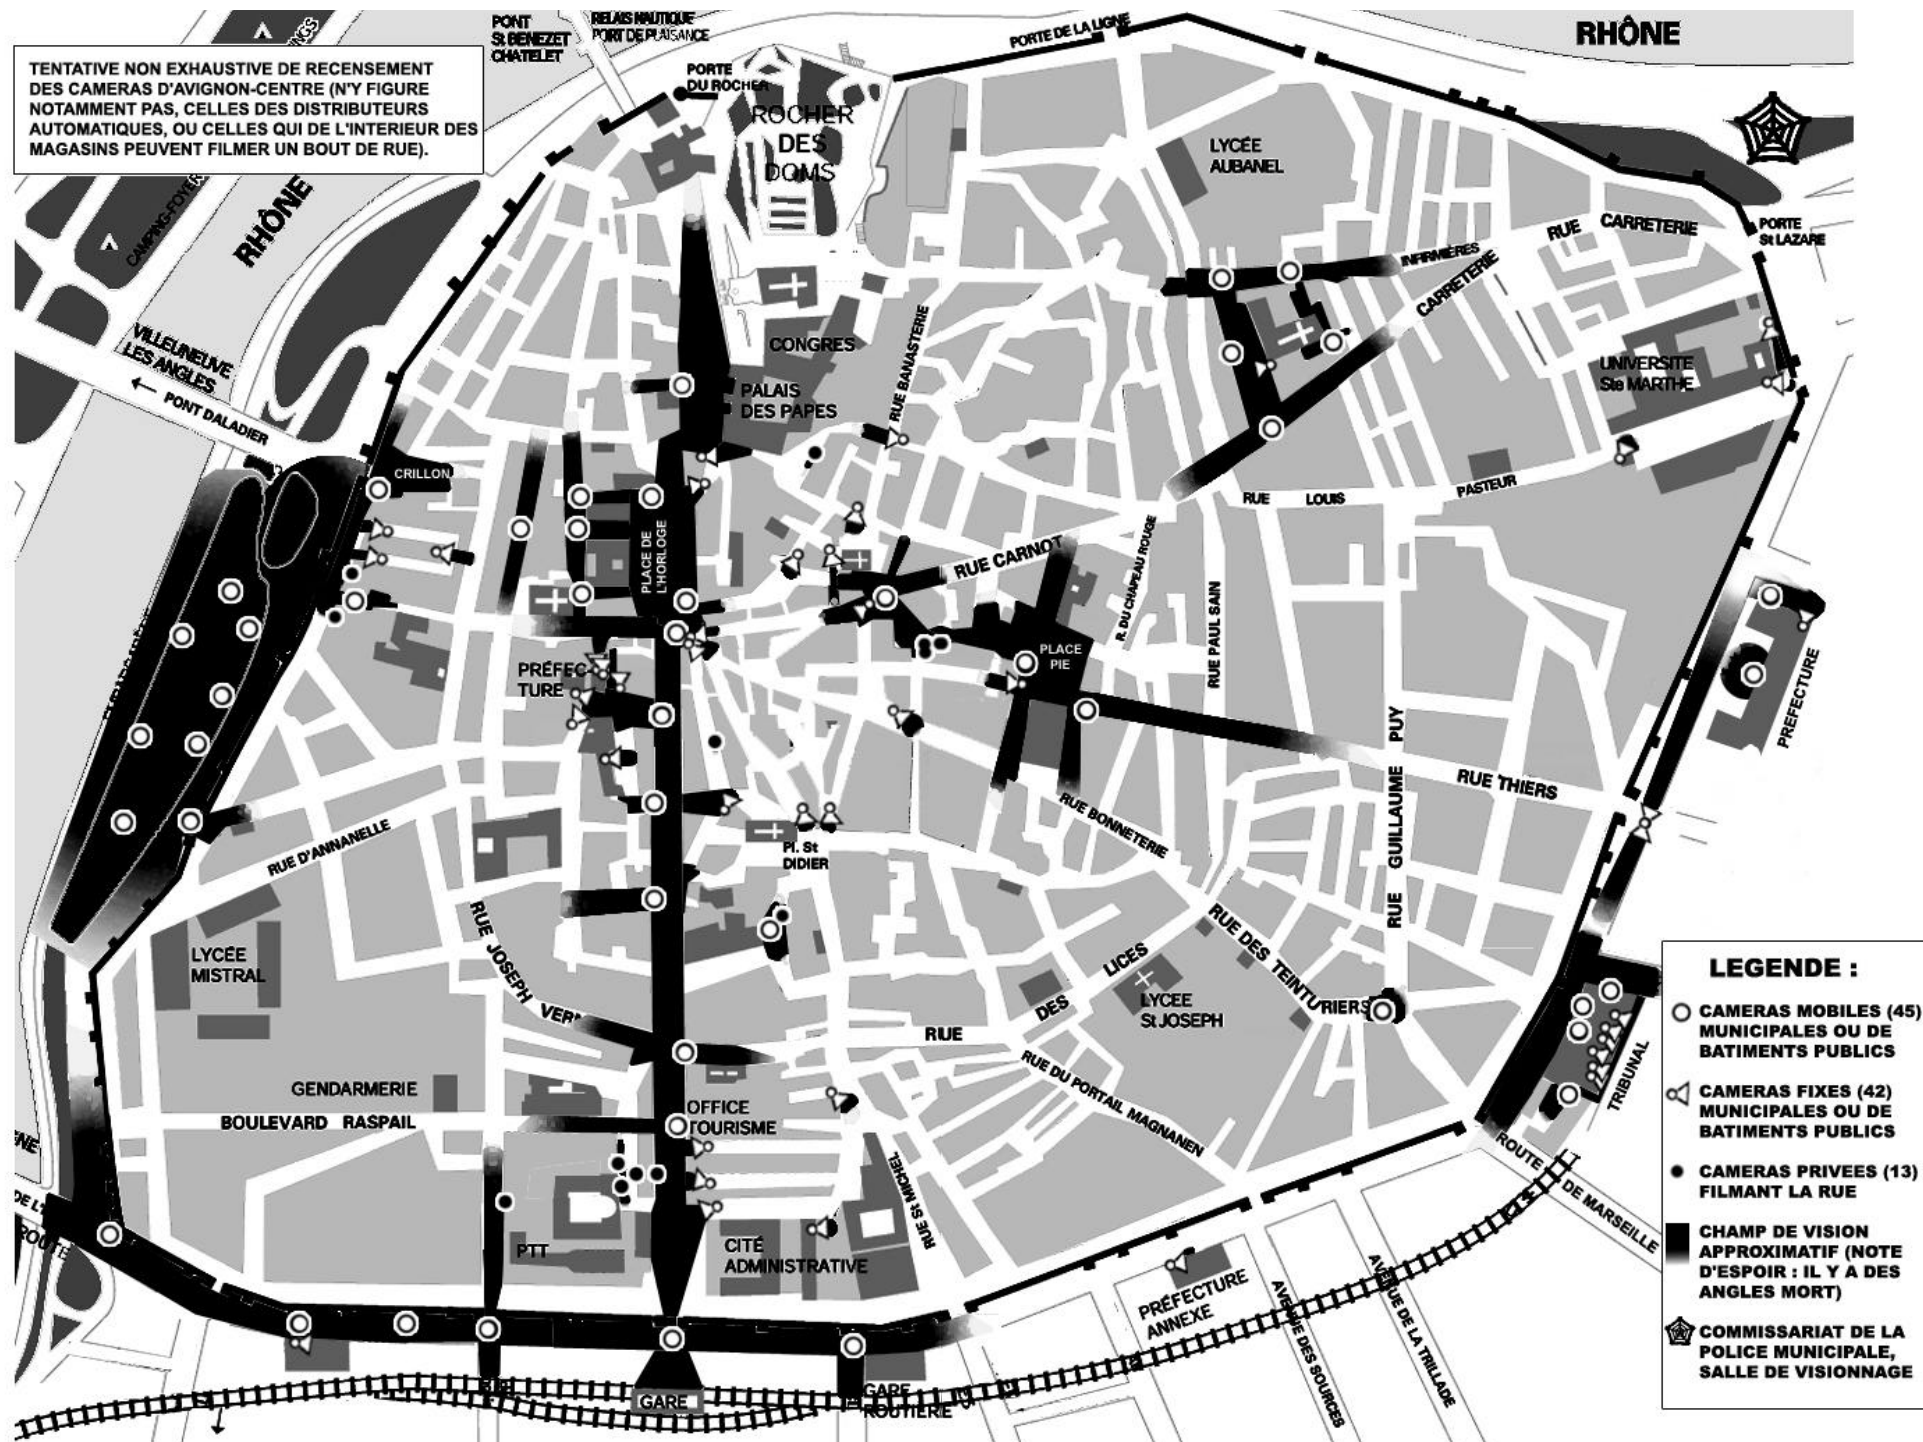 TENTATIVE NON EXHAUSTIVE DE RECENSEMENT
DES CAMERAS D'AVIGNON-CENTRE (N'Y FIGURE
NOTAMMENT PAS, CELLES DES DISTRIBUTEURS
AUTOMATIQUES, OU CELLES QUI DE L'INTERIEUR DES
MAGASINS PEUVENT FILMER UN BOUT DE RUE).
PONT
St BENEZET
CHATELET
RELAIS NAUTIQUE
PORT DE PLAISANCE
PORTE DE LA LIGNE
RHÔNE
PORTE
DU ROCHER
ROCHER
DES
DOMS
LYCÉE
AUBANEL
CAMPING-FOYER
RHÔNE
RUE CARRETERIE
PORTE
St LAZARE
INFIRMIÈRES
CARRETERIE
VILLEUNEUVE
LES ANGLES
PONT DALADIER
CONGRES
RUE BANASTERIE
PALAIS
DES PAPES
UNIVERSITE
Ste MARTHE
CRILLON
RUE LOUIS PASTEUR
PLACE DE
L'HORLOGE
RUE CARNOT
R. DU CHAPEAU ROUGE
RUE PAUL SAIN
PLACE
PIE
PRÉFEC-
TURE
PREFECTURE
RUE GUILLAUME PUY
RUE THIERS
RUE BONNETERIE
RUE D'ANNANELLE
Pl. St
DIDIER
RUE JOSEPH VERN
LYCÉE
MISTRAL
RUE DES LICES
RUE DES TEINTURIERS
LYCEE
St JOSEPH
RUE DU PORTAIL MAGNANEN
GENDARMERIE
BOULEVARD RASPAIL
OFFICE
TOURISME
TRIBUNAL
RUE St MICHEL
ROUTE DE MARSEILLE
DE L'
ROUTE
PTT
CITÉ
ADMINISTRATIVE
PRÉFECTURE
ANNEXE
AVENUE DES SOURCES
AVENUE DE LA TRILLADE
GARE
GARE
ROUTIERE
LEGENDE :
CAMERAS MOBILES (45)
MUNICIPALES OU DE
BATIMENTS PUBLICS
CAMERAS FIXES (42)
MUNICIPALES OU DE
BATIMENTS PUBLICS
CAMERAS PRIVEES (13)
FILMANT LA RUE
CHAMP DE VISION
APPROXIMATIF (NOTE
D'ESPOIR : IL Y A DES
ANGLES MORT)
COMMISSARIAT DE LA
POLICE MUNICIPALE,
SALLE DE VISIONNAGE